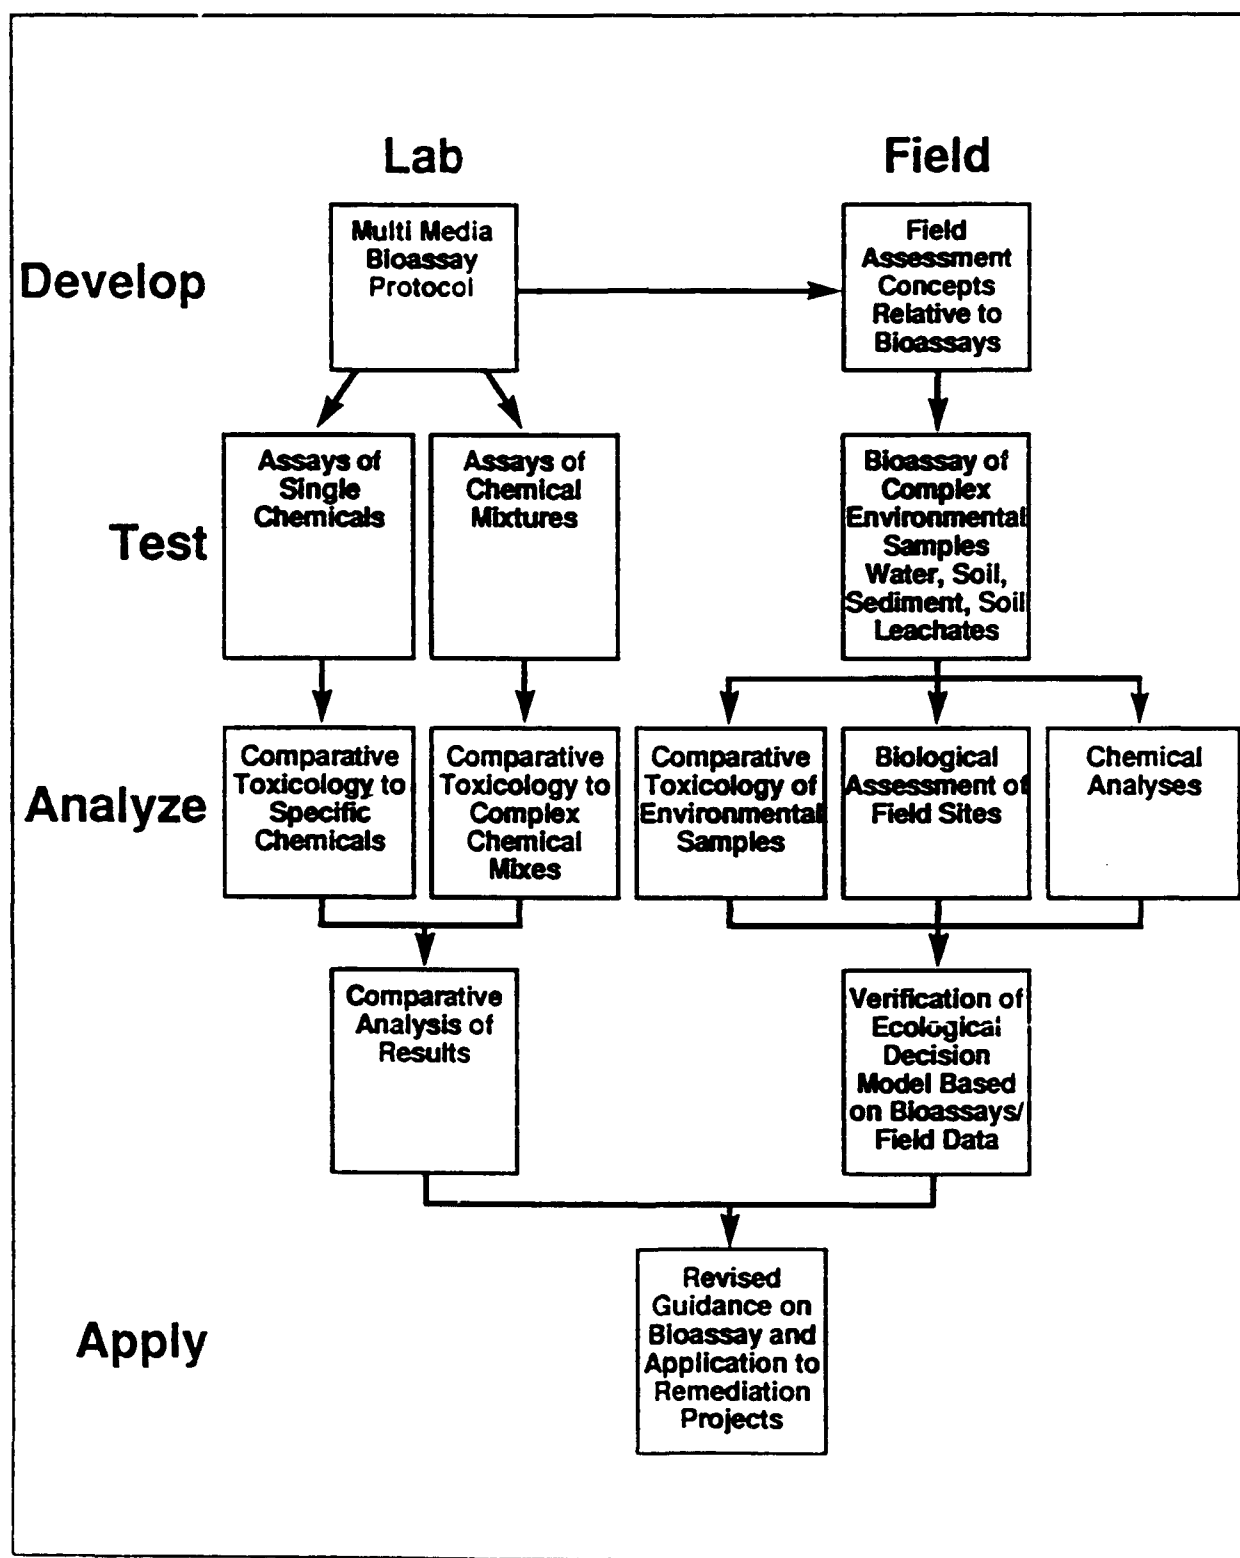 Lab
Field
Develop
Multi Media
Bioassay
Protocol
Field
Assessment
Concepts
Relative to
Bioassays
Test
Assays of
Single
Chemicals
Assays of
Chemical
Mixtures
Bioassay of
Complex
Environmental
Samples
Water, Soil,
Sediment, Soil
Leachates
Analyze
Comparative
Toxicology to
Specific
Chemicals
Comparative
Toxicology to
Complex
Chemical
Mixes
Comparative
Toxicology of
Environmental
Samples
Biological
Assessment of
Field Sites
Chemical
Analyses
Comparative
Analysis of
Results
Verification of
Ecological
Decision
Model Based
on Bioassays/
Field Data
Apply
Revised
Guidance on
Bioassay and
Application to
Remediation
Projects